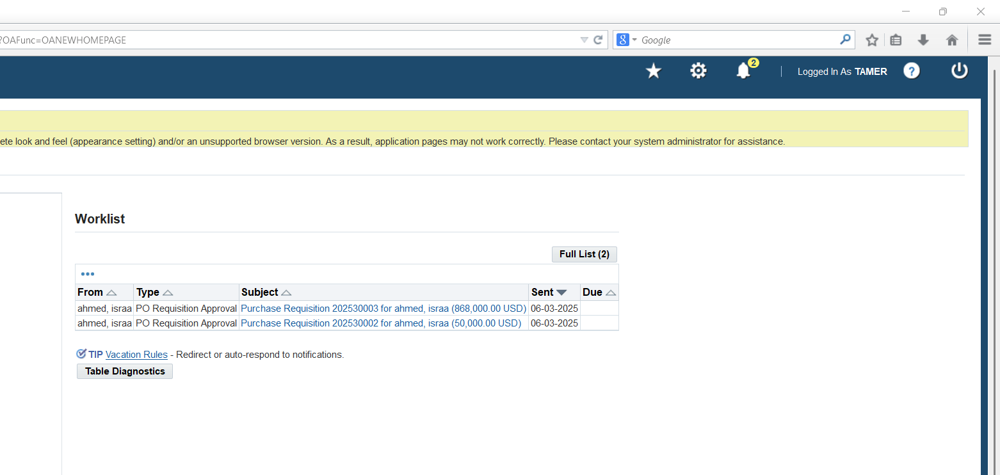 ?OAFunc=OANEWHOMEPAGE
8 Google
2
Logged In As TAMER ?
ete look and feel (appearance setting) and/or an unsupported browser version. As a result, application pages may not work correctly. Please contact your system administrator for assistance.
Worklist
Full List (2)
From Type Subject Sent Due
ahmed, israa PO Requisition Approval Purchase Requisition 202530003 for ahmed, israa (868,000.00 USD) 06-03-2025
ahmed, israa PO Requisition Approval Purchase Requisition 202530002 for ahmed, israa (50,000.00 USD) 06-03-2025
TIP Vacation Rules - Redirect or auto-respond to notifications.
Table Diagnostics